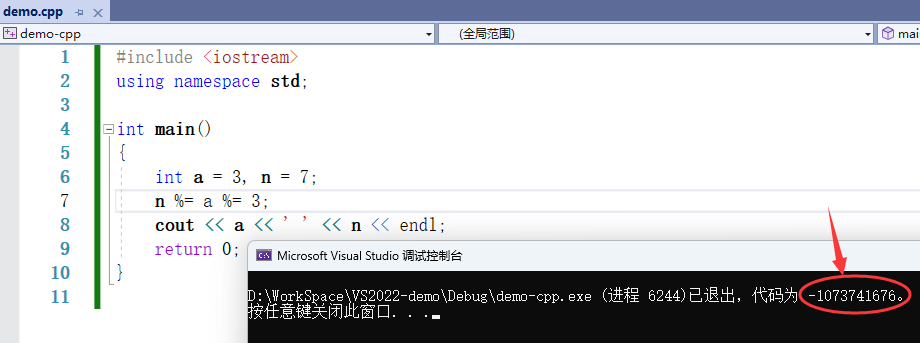 demo.cpp
demo-cpp
(全局范围)
mai
1 #include <iostream>
2 using namespace std;
3
4 int main()
5 {
6 int a = 3, n = 7;
7 n %= a %= 3;
8 cout << a << ' ' << n << endl;
9 return 0;
10 }
11
Microsoft Visual Studio 调试控制台
D:\WorkSpace\VS2022-demo\Debug\demo-cpp.exe (进程 6244)已退出，代码为 -1073741676。
按任意键关闭此窗口. . .